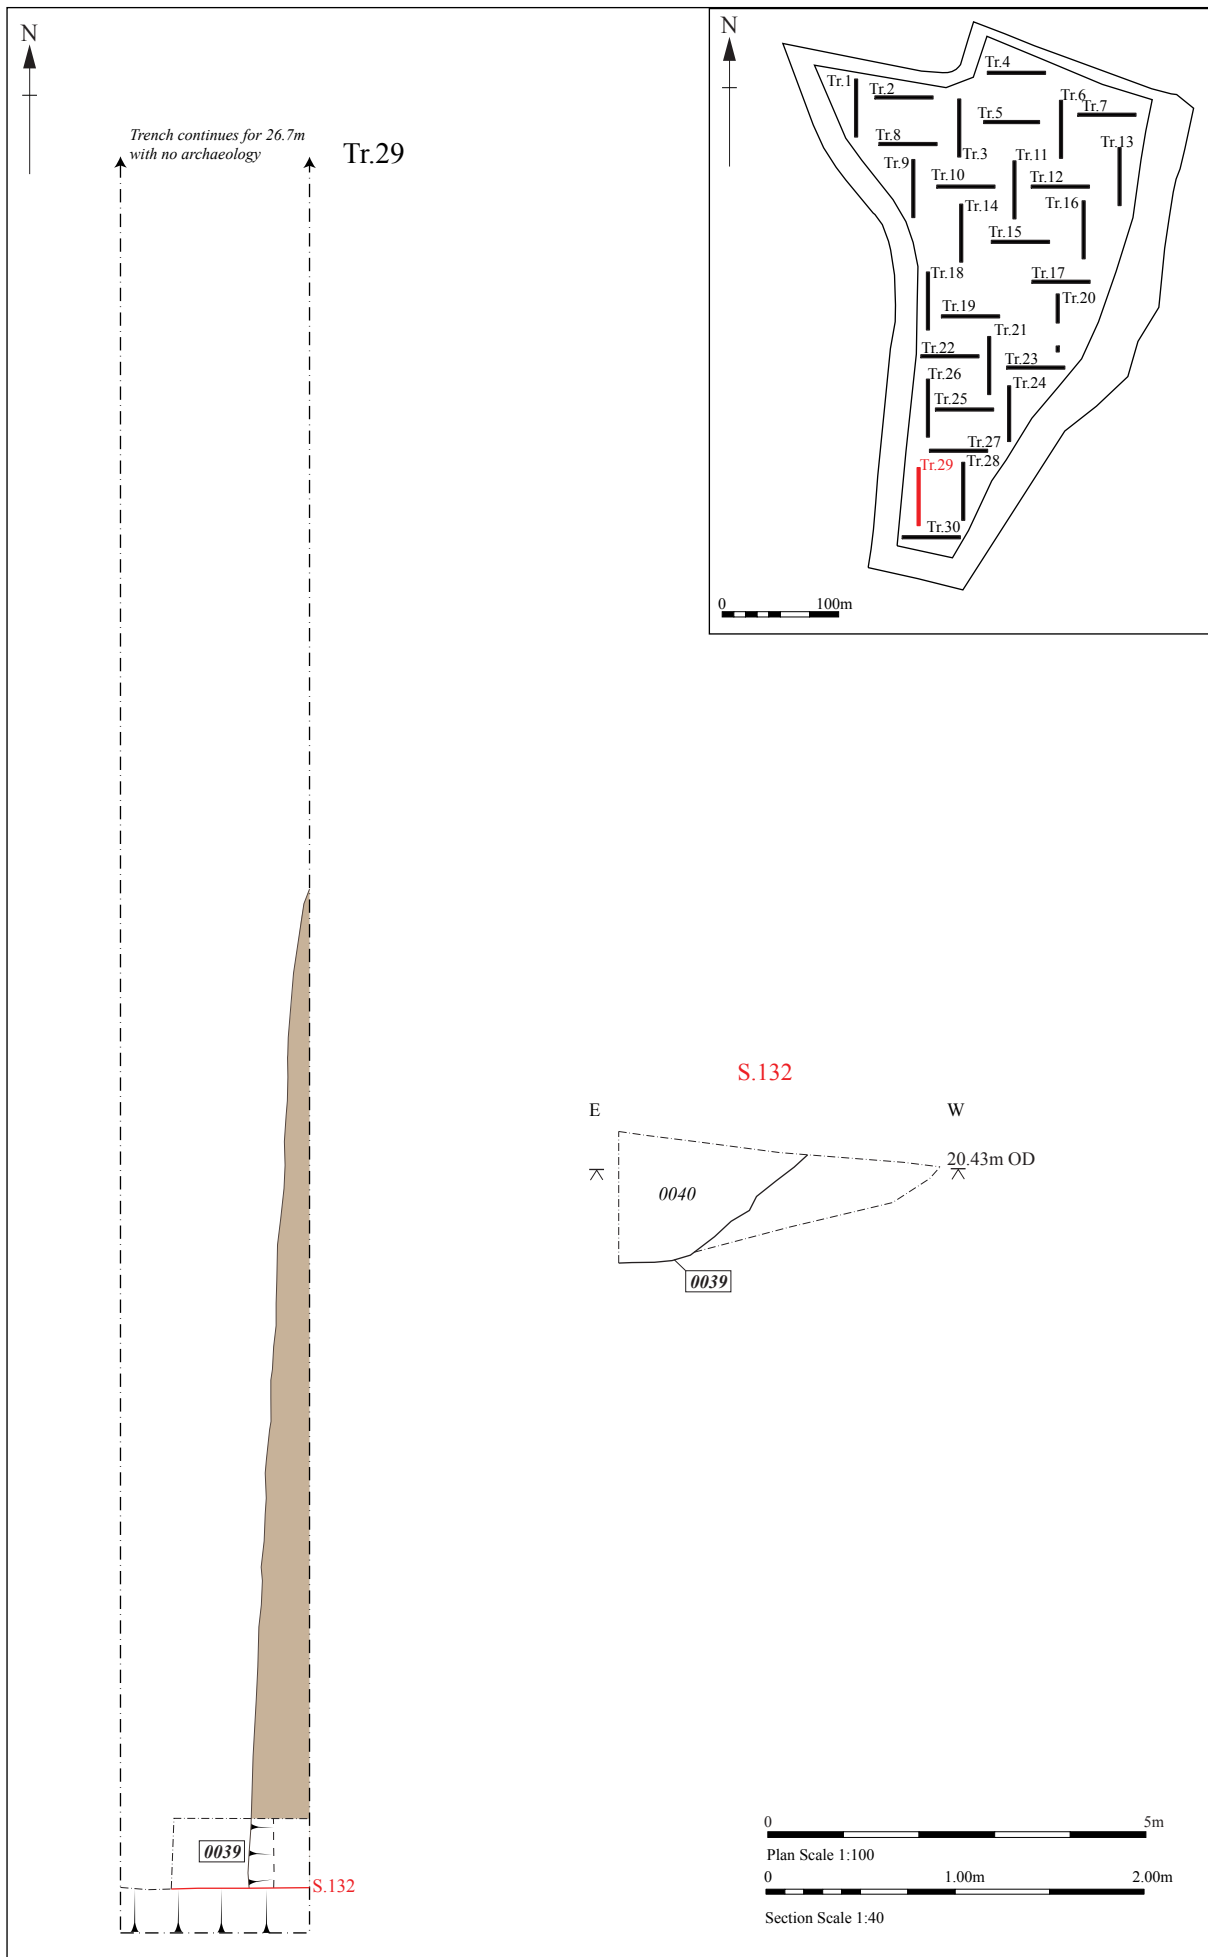 N
Trench continues for 26.7m
with no archaeology
Tr.29
N
Tr.4
Tr.1
Tr.2
Tr.6
Tr.7
Tr.5
Tr.8
Tr.13
Tr.3
Tr.11
Tr.9
Tr.10
Tr.12
Tr.14
Tr.16
Tr.15
Tr.18
Tr.17
Tr.20
Tr.19
Tr.21
Tr.22
Tr.23
Tr.26
Tr.24
Tr.25
Tr.27
Tr.29
Tr.28
Tr.30
0 100m
S.132
E W
20.43m OD
0040
0039
0039
S.132
0 5m
Plan Scale 1:100
0 1.00m 2.00m
Section Scale 1:40